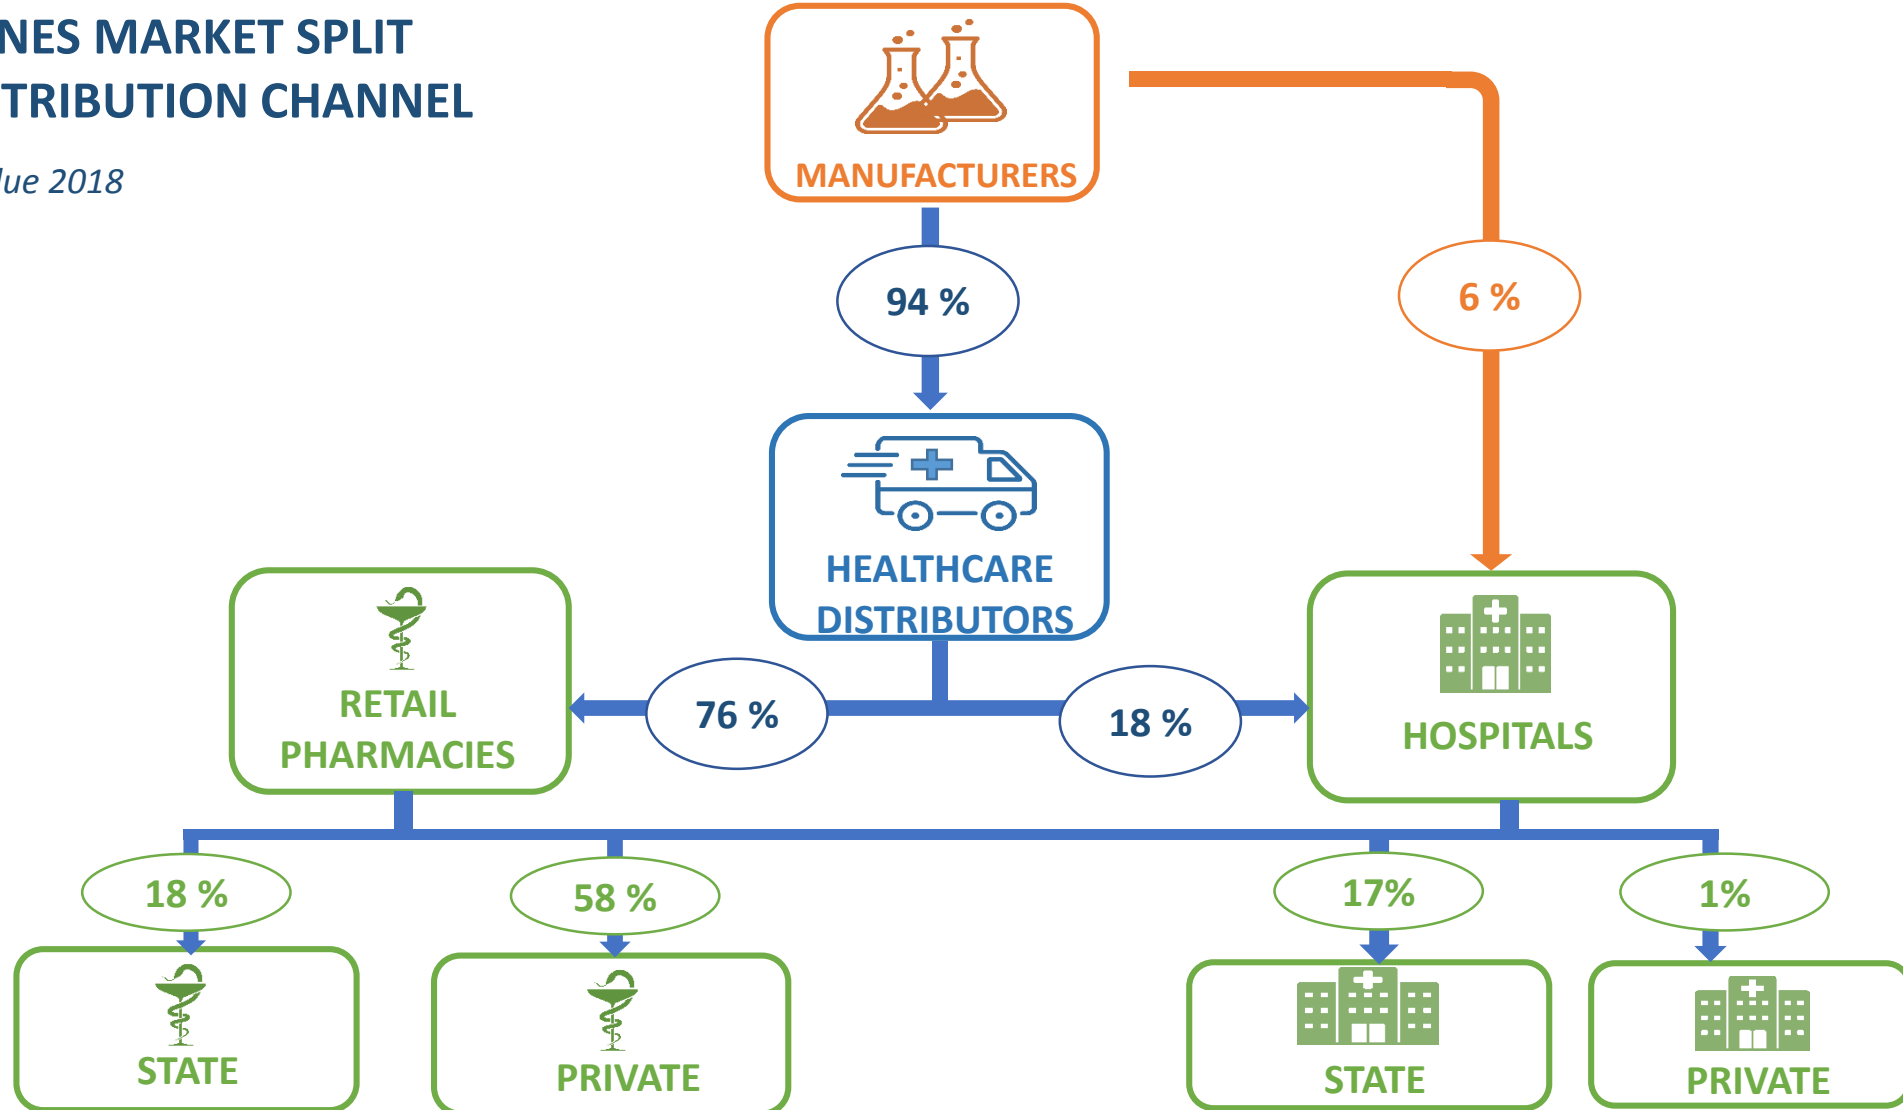 NES MARKET SPLIT
TRIBUTION CHANNEL
lue 2018
MANUFACTURERS
94 %
6 %
HEALTHCARE
DISTRIBUTORS
RETAIL
PHARMACIES
76 %
18 %
HOSPITALS
18 %
58 %
17%
1%
STATE
PRIVATE
STATE
PRIVATE